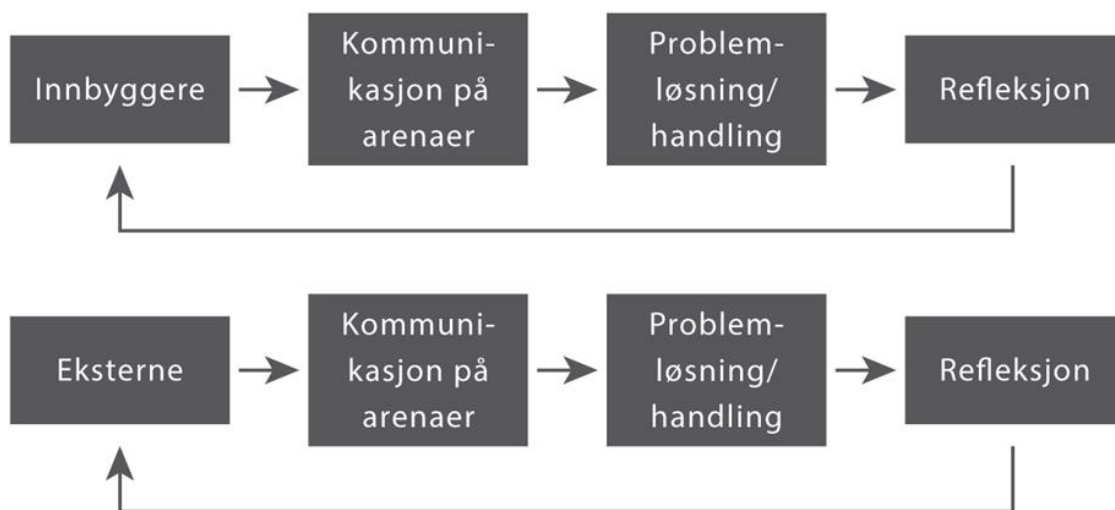 Innbyggere
Kommuni-
kasjon på
arenaer
Problem-
løsning/
handling
Refleksjon
Eksterne
Kommuni-
kasjon på
arenaer
Problem-
løsning/
handling
Refleksjon